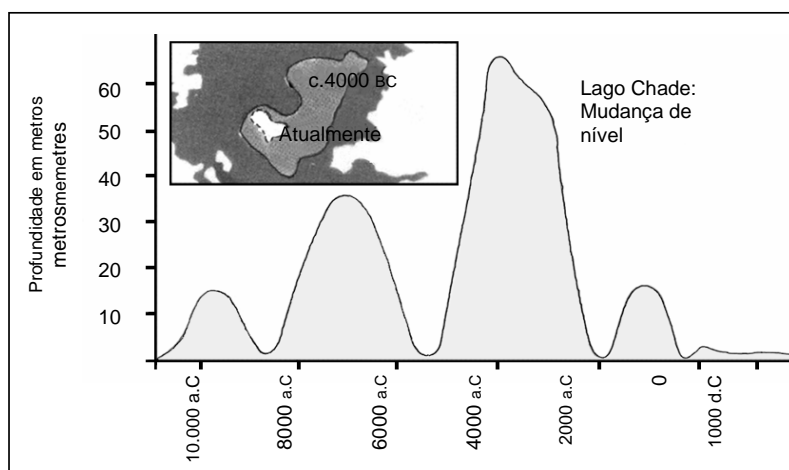 c.4000 BC
Atualmente
Lago Chade:
Mudança de
nível
Profundidade em metros
metrosmemetres
60
50
40
30
20
10
10.000 a.C
8000 a.C
6000 a.C
4000 a.C
2000 a.C
0
1000 d.C